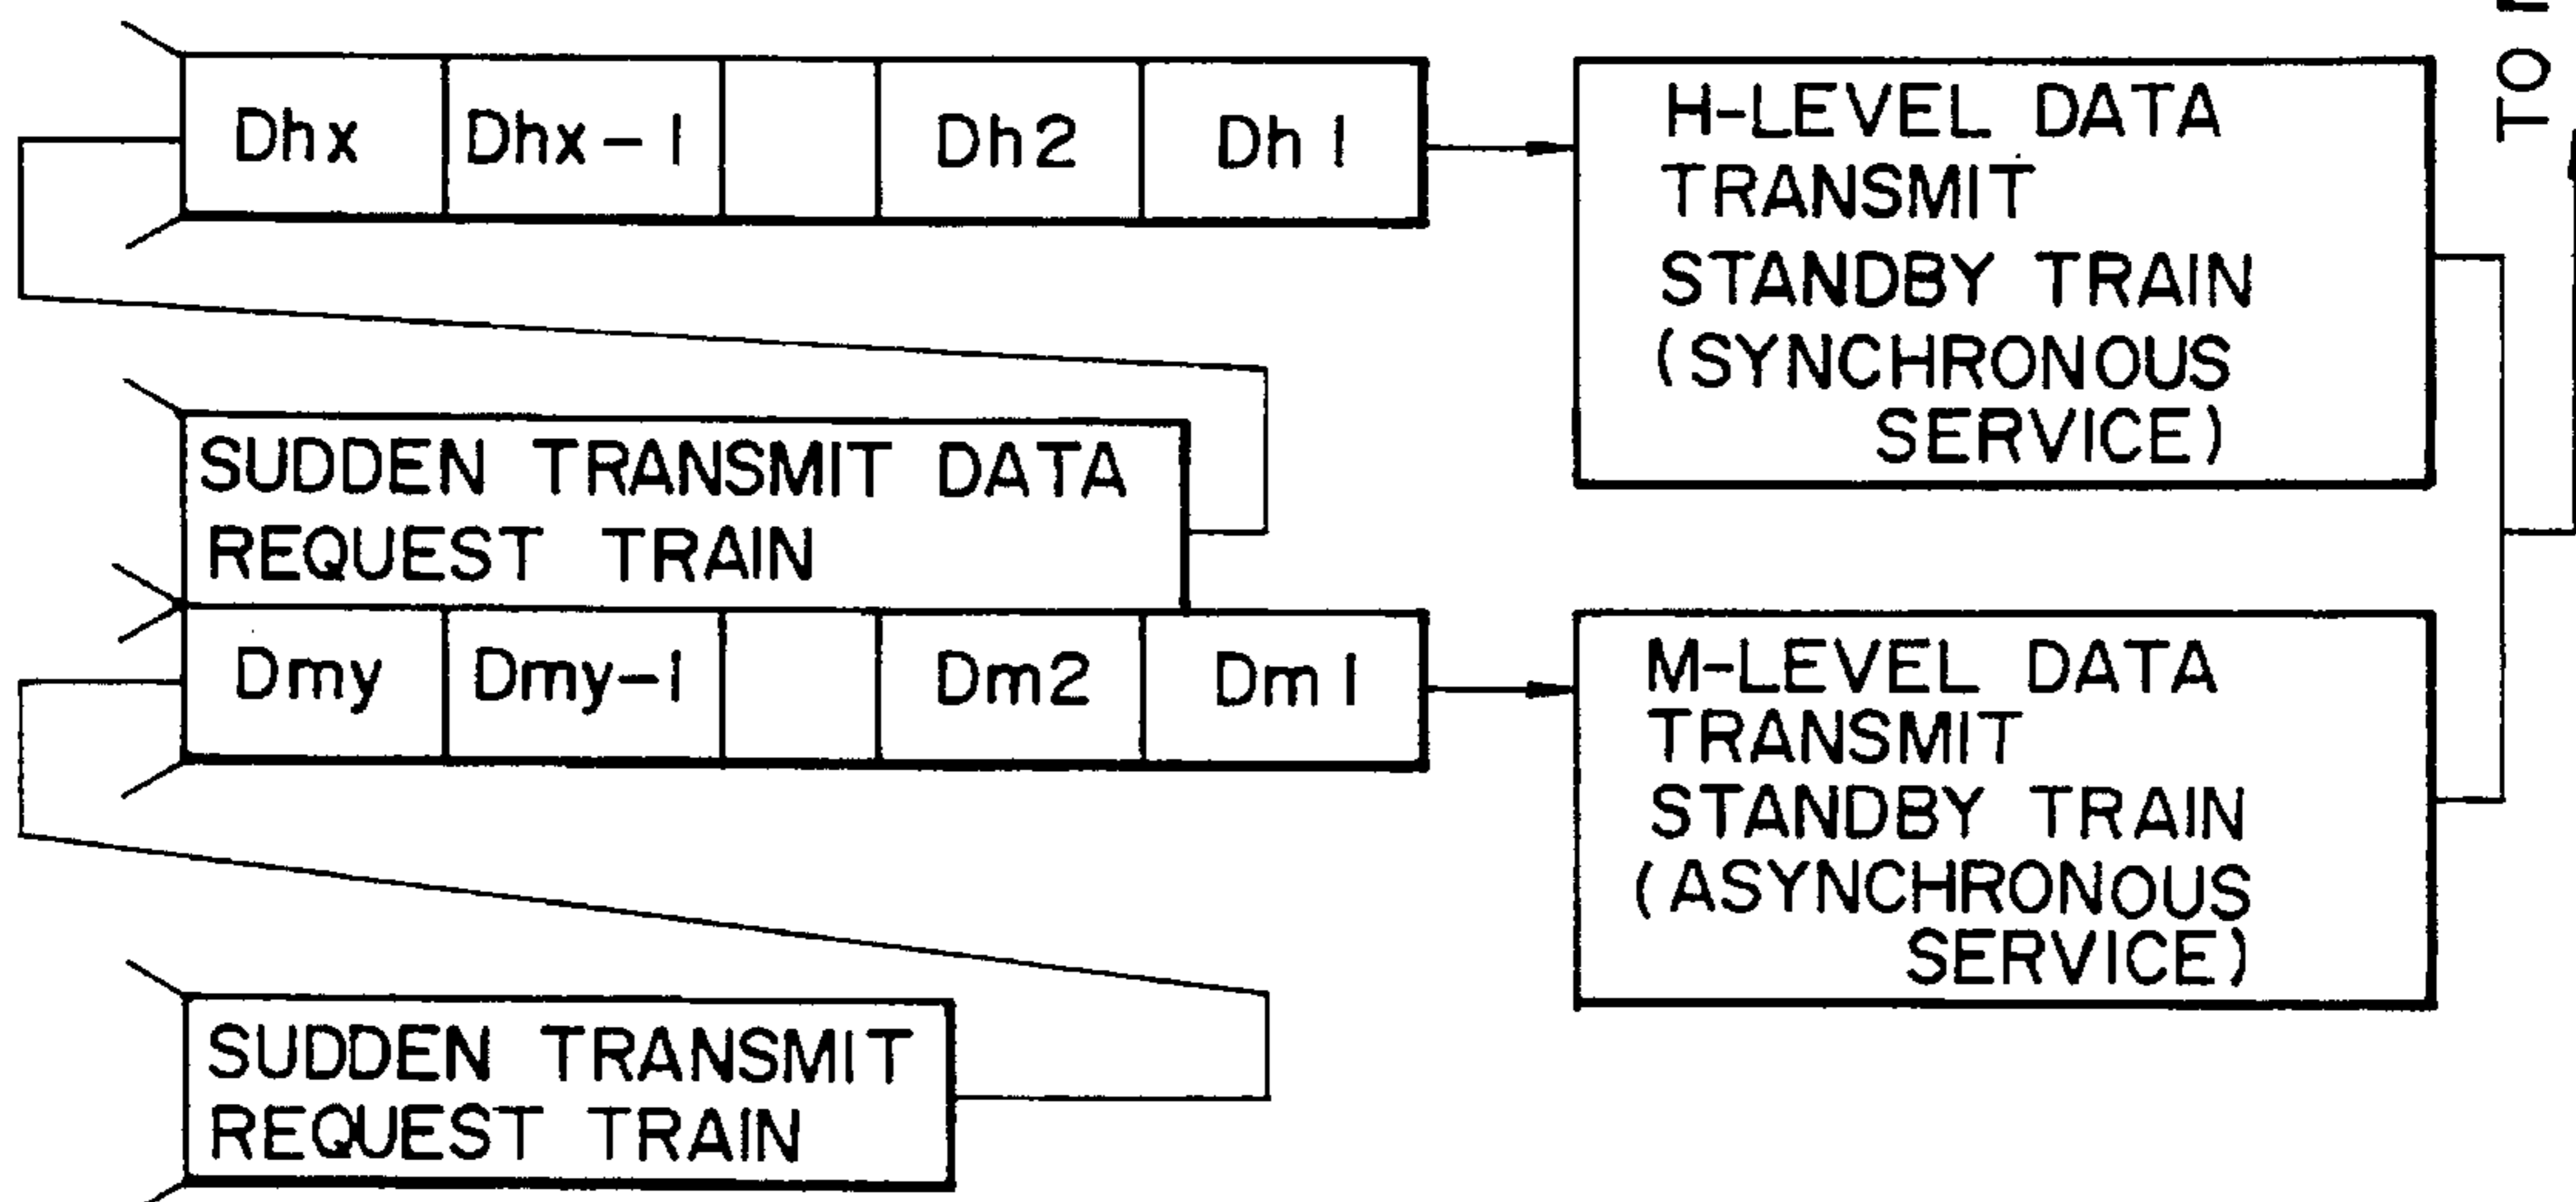 Dhx Dhx-1 Dh2 Dh1
H-LEVEL DATA
TRANSMIT
STANDBY TRAIN
(SYNCHRONOUS
SERVICE)
TO
SUDDEN TRANSMIT DATA
REQUEST TRAIN
Dmy Dmy-1 Dm2 Dm1
M-LEVEL DATA
TRANSMIT
STANDBY TRAIN
(ASYNCHRONOUS
SERVICE)
SUDDEN TRANSMIT
REQUEST TRAIN